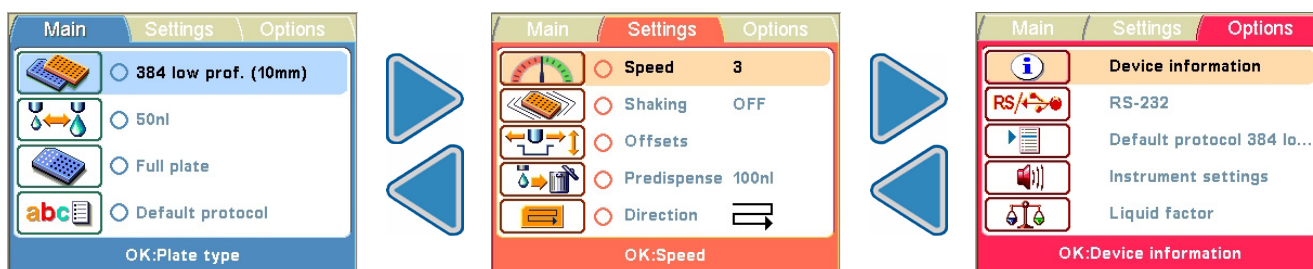 Main Settings Options
384 low prof. (10mm)
50nl
Full plate
abc Default protocol
OK:Plate type
Main Settings Options
Speed 3
Shaking OFF
Offsets
Predispense 100nl
Direction
OK:Speed
Main Settings Options
i Device information
RS/ RS-232
Default protocol 384 lo...
Instrument settings
Liquid factor
OK:Device information